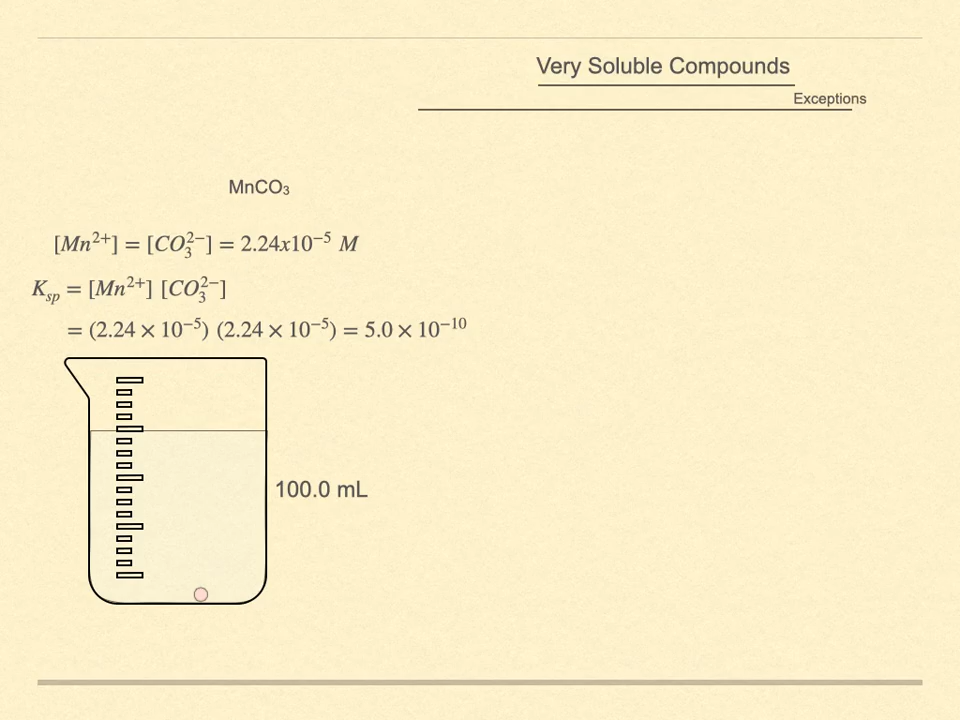 Very Soluble Compounds
Exceptions
MnCO₃
[Mn²⁺] = [CO₃²⁻] = 2.24x10⁻⁵ M
Kₛₚ = [Mn²⁺] [CO₃²⁻]
= (2.24 × 10⁻⁵) (2.24 × 10⁻⁵) = 5.0 × 10⁻¹⁰
100.0 mL